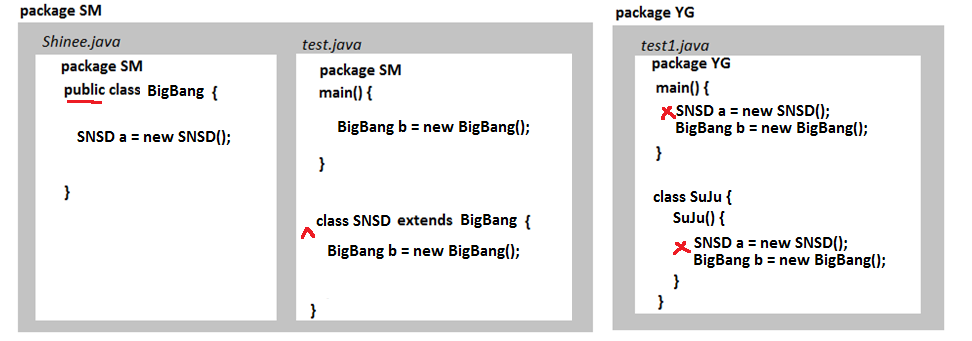 package SM
Shinee.java
package SM
public class BigBang {
SNSD a = new SNSD();
}
test.java
package SM
main() {
BigBang b = new BigBang();
}
class SNSD extends BigBang {
BigBang b = new BigBang();
}
package YG
test1.java
package YG
main() {
SNSD a = new SNSD();
BigBang b = new BigBang();
}
class SuJu {
SuJu() {
SNSD a = new SNSD();
BigBang b = new BigBang();
}
}